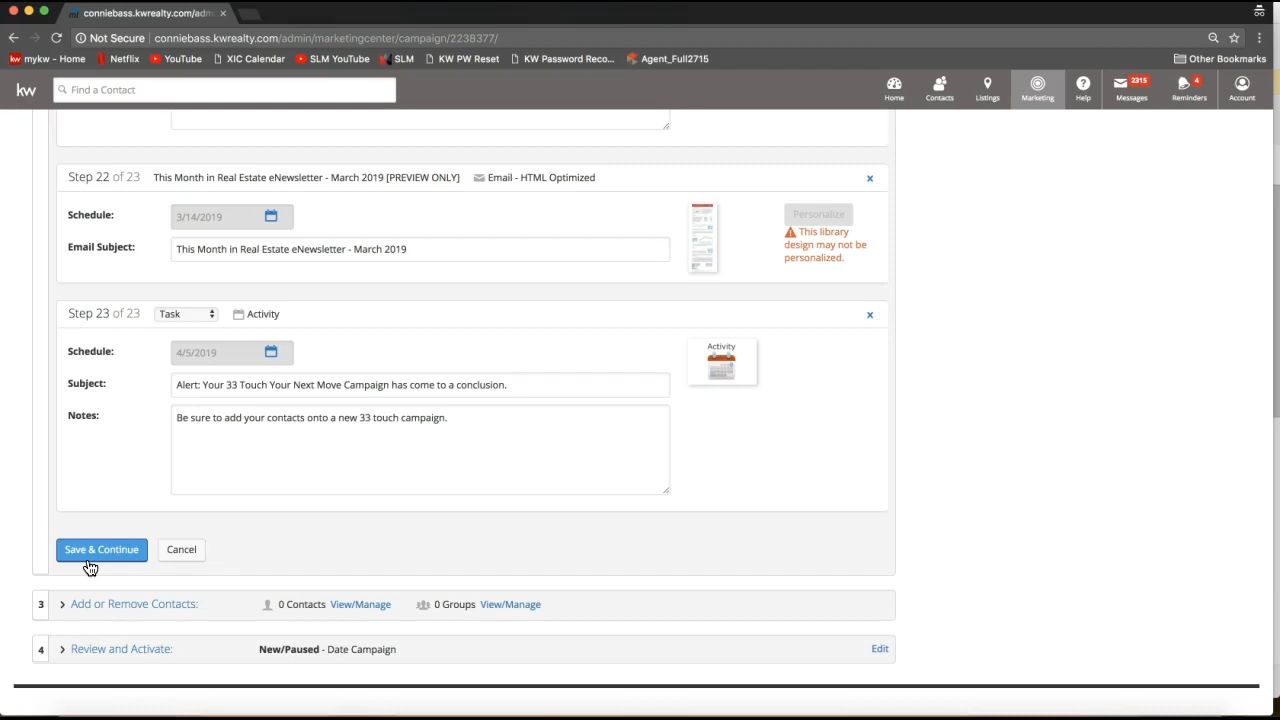 connie​bass.kwrealty.com/adm
Not Secure | conniebass.kwrealty.com/admin/marketingcenter/campaign/2238377/
kw mykw - Home Netflix YouTube XIC Calendar SLM YouTube SLM KW PW Reset KW Password Reco... Agent_Full2715 Other Bookmarks
kw Find a Contact Home Contacts Listings Marketing Help 2315 Messages 4 Reminders Account
Step 22 of 23 This Month in Real Estate eNewsletter - March 2019 [PREVIEW ONLY] Email - HTML Optimized x
Schedule: 3/14/2019 Personalize
This library
design may not be
personalized.
Email Subject: This Month in Real Estate eNewsletter - March 2019
Step 23 of 23 Task Activity x
Schedule: 4/5/2019 Activity
Subject: Alert: Your 33 Touch Your Next Move Campaign has come to a conclusion.
Notes: Be sure to add your contacts onto a new 33 touch campaign.
Save & Continue Cancel
3 Add or Remove Contacts: 0 Contacts View/Manage 0 Groups View/Manage
4 Review and Activate: New/Paused - Date Campaign Edit